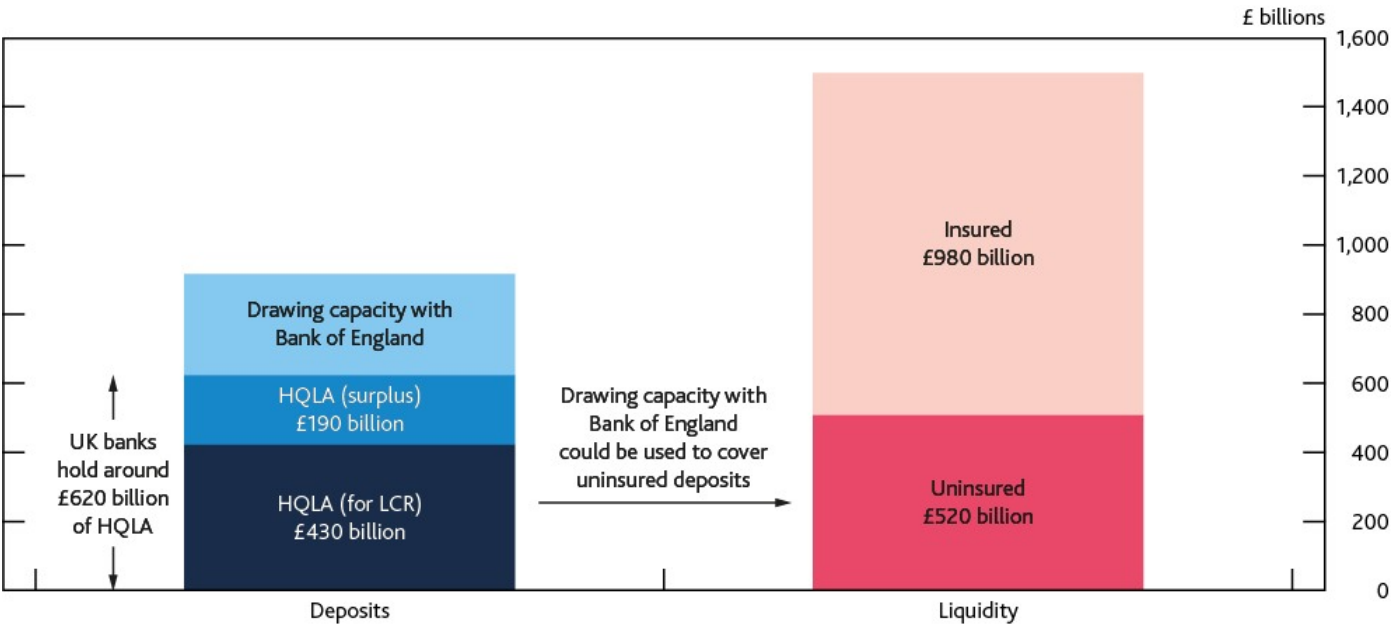 £ billions
1,600
1,400
1,200
1,000
800
600
400
200
0
Drawing capacity with
Bank of England
HQLA (surplus)
£190 billion
HQLA (for LCR)
£430 billion
UK banks
hold around
£620 billion
of HQLA
Drawing capacity with
Bank of England
could be used to cover
uninsured deposits
Insured
£980 billion
Uninsured
£520 billion
Deposits
Liquidity